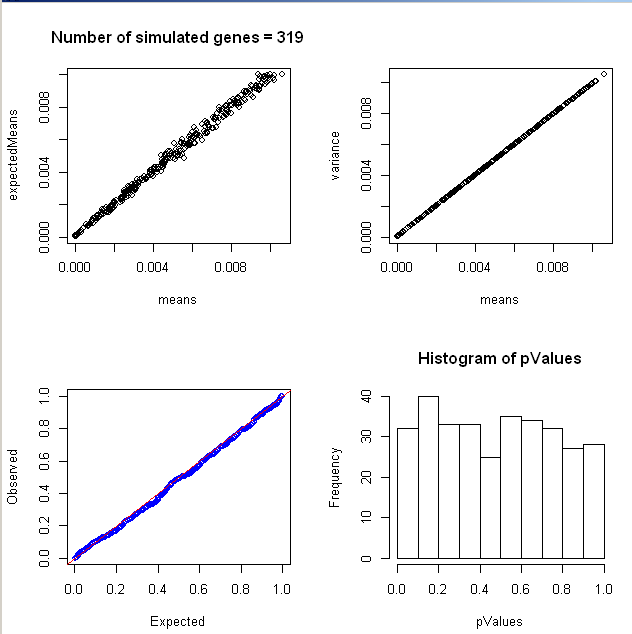 Number of simulated genes = 319
expectedMeans
0.008
0.004
0.000
0.000 0.004 0.008
means
variance
0.008
0.004
0.000
0.000 0.004 0.008
means
Observed
1.0
0.8
0.6
0.4
0.2
0.0
0.0 0.2 0.4 0.6 0.8 1.0
Expected
Histogram of pValues
Frequency
40
30
20
10
0
0.0 0.2 0.4 0.6 0.8 1.0
pValues